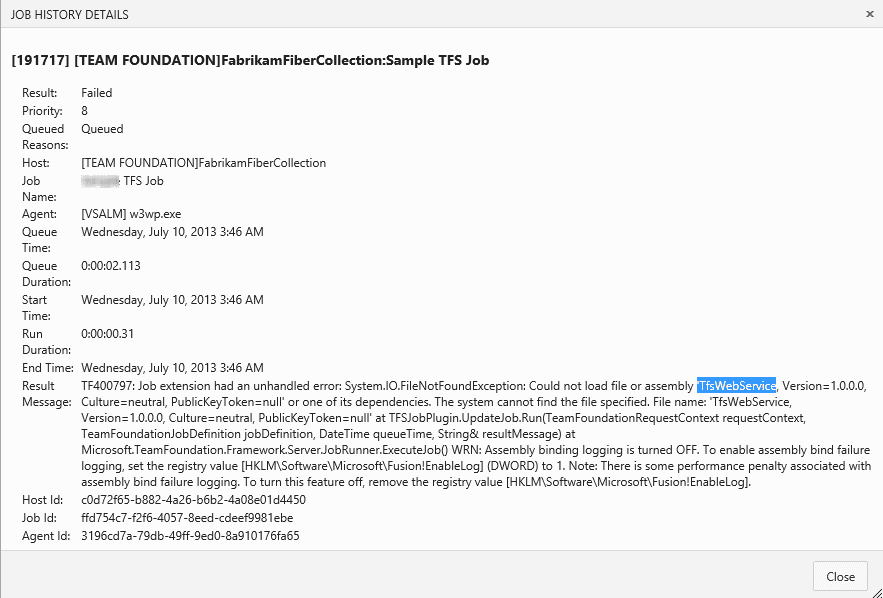 JOB HISTORY DETAILS
[191717] [TEAM FOUNDATION]FabrikamFiberCollection:Sample TFS Job
Result: Failed
Priority: 8
Queued Reasons: Queued
Host: [TEAM FOUNDATION]FabrikamFiberCollection
Job Name: TFS Job
Agent: [VSALM] w3wp.exe
Queue Time: Wednesday, July 10, 2013 3:46 AM
Queue Duration: 0:00:02.113
Start Time: Wednesday, July 10, 2013 3:46 AM
Run Duration: 0:00:00.31
End Time: Wednesday, July 10, 2013 3:46 AM
Result Message: TF400797: Job extension had an unhandled error: System.IO.FileNotFoundException: Could not load file or assembly 'TfsWebService, Version=1.0.0.0,
Culture=neutral, PublicKeyToken=null' or one of its dependencies. The system cannot find the file specified. File name: 'TfsWebService,
Version=1.0.0.0, Culture=neutral, PublicKeyToken=null' at TFSJobPlugin.UpdateJob.Run(TeamFoundationRequestContext requestContext,
TeamFoundationJobDefinition jobDefinition, DateTime queueTime, String& resultMessage) at
Microsoft.TeamFoundation.Framework.Server.JobRunner.ExecuteJob() WRN: Assembly binding logging is turned OFF. To enable assembly bind failure
logging, set the registry value [HKLM\Software\Microsoft\Fusion!EnableLog] (DWORD) to 1. Note: There is some performance penalty associated with
assembly bind failure logging. To turn this feature off, remove the registry value [HKLM\Software\Microsoft\Fusion!EnableLog].
Host Id: c0d72f65-b882-4a26-b6b2-4a08e01d4450
Job Id: ffd754c7-f2f6-4057-8eed-cdeef9981ebe
Agent Id: 3196cd7a-79db-49ff-9ed0-8a910176fa65
Close